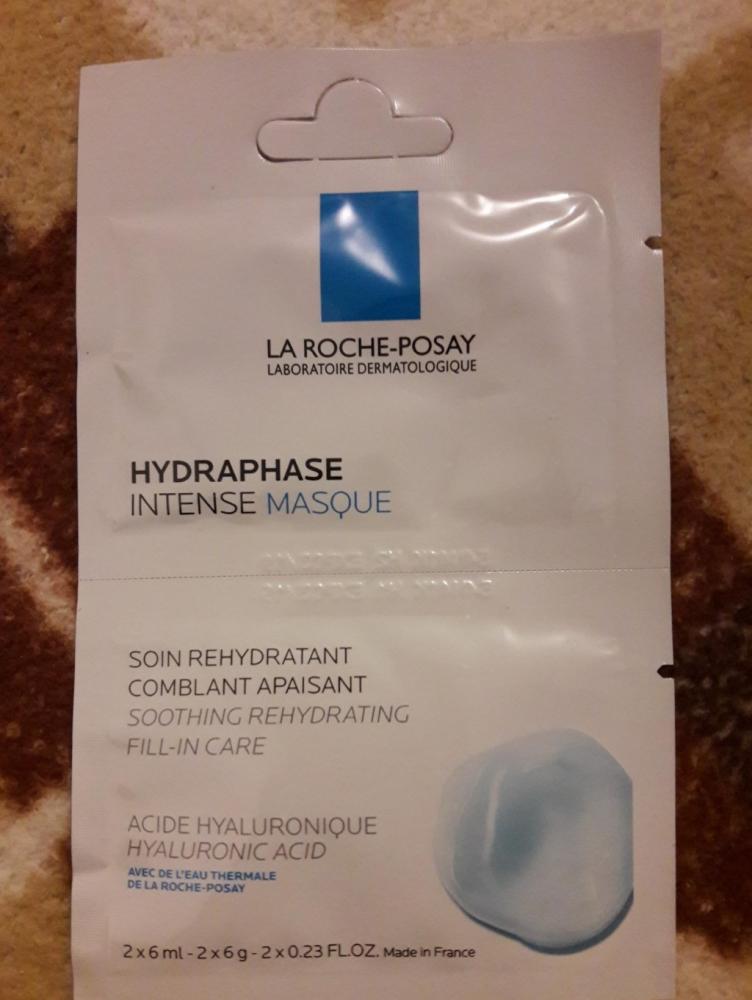 LA ROCHE-POSAY
LABORATOIRE DERMATOLOGIQUE
HYDRAPHASE
INTENSE MASQUE
SOIN REHYDRATANT
COMBLANT APAISANT
SOOTHING REHYDRATING
FILL-IN CARE
ACIDE HYALURONIQUE
HYALURONIC ACID
AVEC DE L'EAU THERMALE
DE LA ROCHE-POSAY
2 x 6 ml - 2 x 6 g - 2 x 0.23 FL.OZ. Made in France